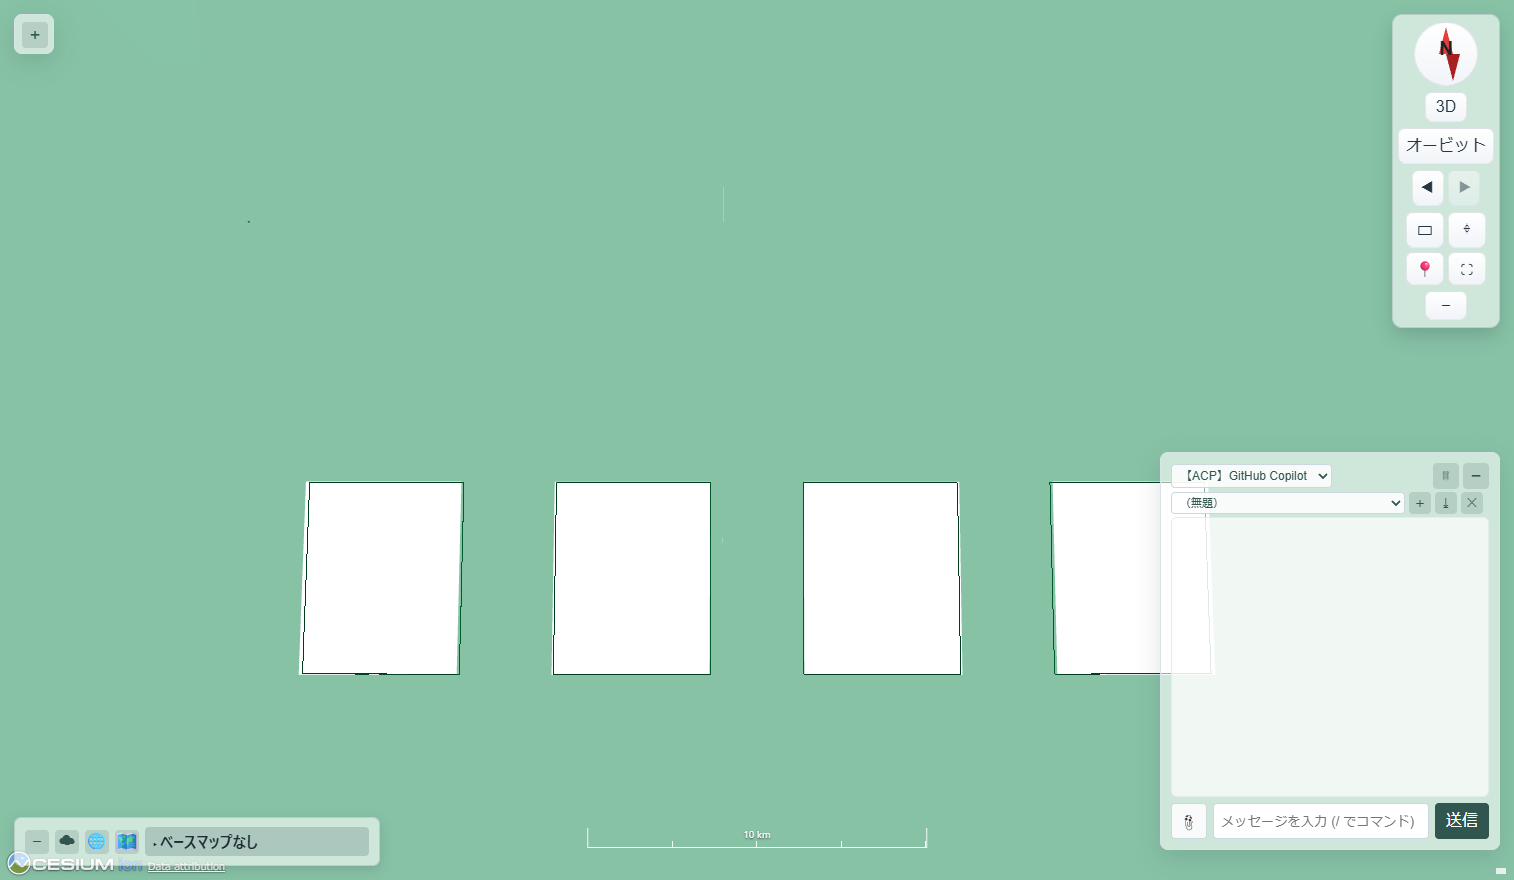 +
N
3D
オービット
【ACP】GitHub Copilot
（無題）
メッセージを入力 (/ でコマンド)
送信
10 km
ベースマップなし
CESIUM ion
Data attribution